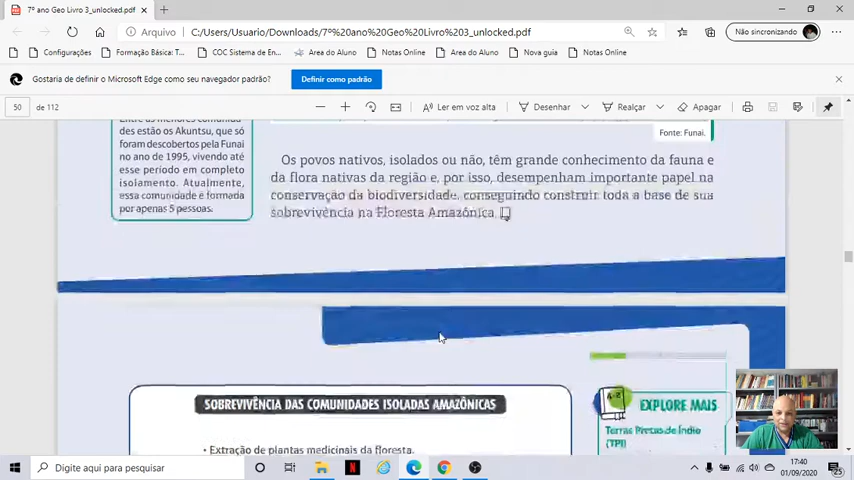 7º ano Geo Livro 3_unlocked.pdf
Arquivo
C:/Users/Usuario/Downloads/7º%20ano%20Geo%20Livro%203_unlocked.pdf
Não sincronizando
Configurações
Formação Básica: T...
COC Sistema de En...
Área do Aluno
Notas Online
Area do Aluno
Nova guia
Notas Online
Gostaria de definir o Microsoft Edge como seu navegador padrão?
Definir como padrão
50
de 112
Ler em voz alta
Desenhar
Realçar
Apagar
Entre as menores comunida-
des estão os Akuntsu, que só
foram descobertos pela Funai
no ano de 1995, vivendo até
esse período em completo
isolamento. Atualmente,
essa comunidade é formada
por apenas 5 pessoas.
Fonte: Funai.
Os povos nativos, isolados ou não, têm grande conhecimento da fauna e
da flora nativas da região e, por isso, desempenham importante papel na
conservação da biodiversidade, conseguindo construir toda a base de sua
sobrevivência na Floresta Amazônica.
SOBREVIVÊNCIA DAS COMUNIDADES ISOLADAS AMAZÔNICAS
• Extração de plantas medicinais da floresta.
EXPLORE MAIS
Terras Pretas de Índio
(TPI)
Digite aqui para pesquisar
17:40
01/09/2020
25